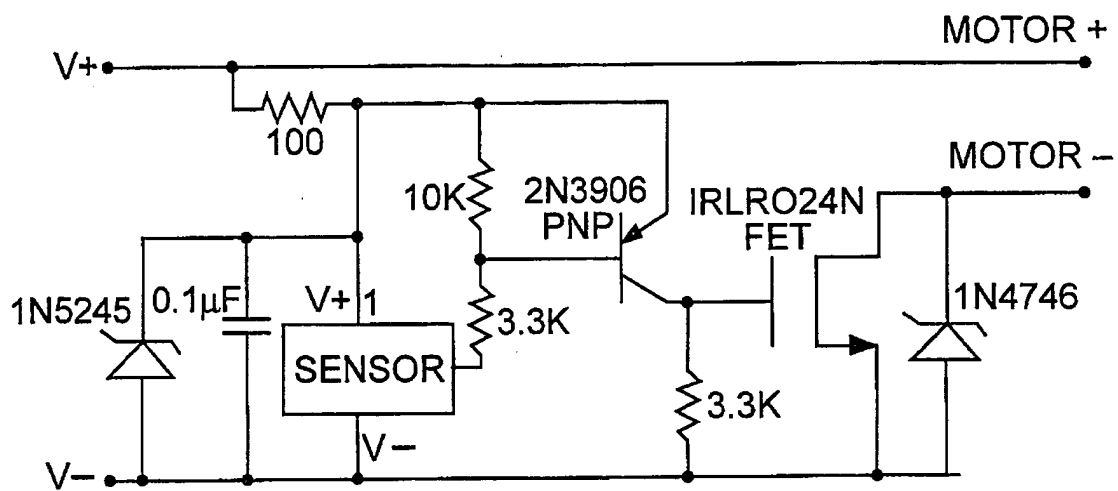 MOTOR +
V+
100
MOTOR –
10K
2N3906
PNP
IRLRO24N
FET
1N5245
0.1µF
V+ 1
3.3K
1N4746
SENSOR
3.3K
V–
V–